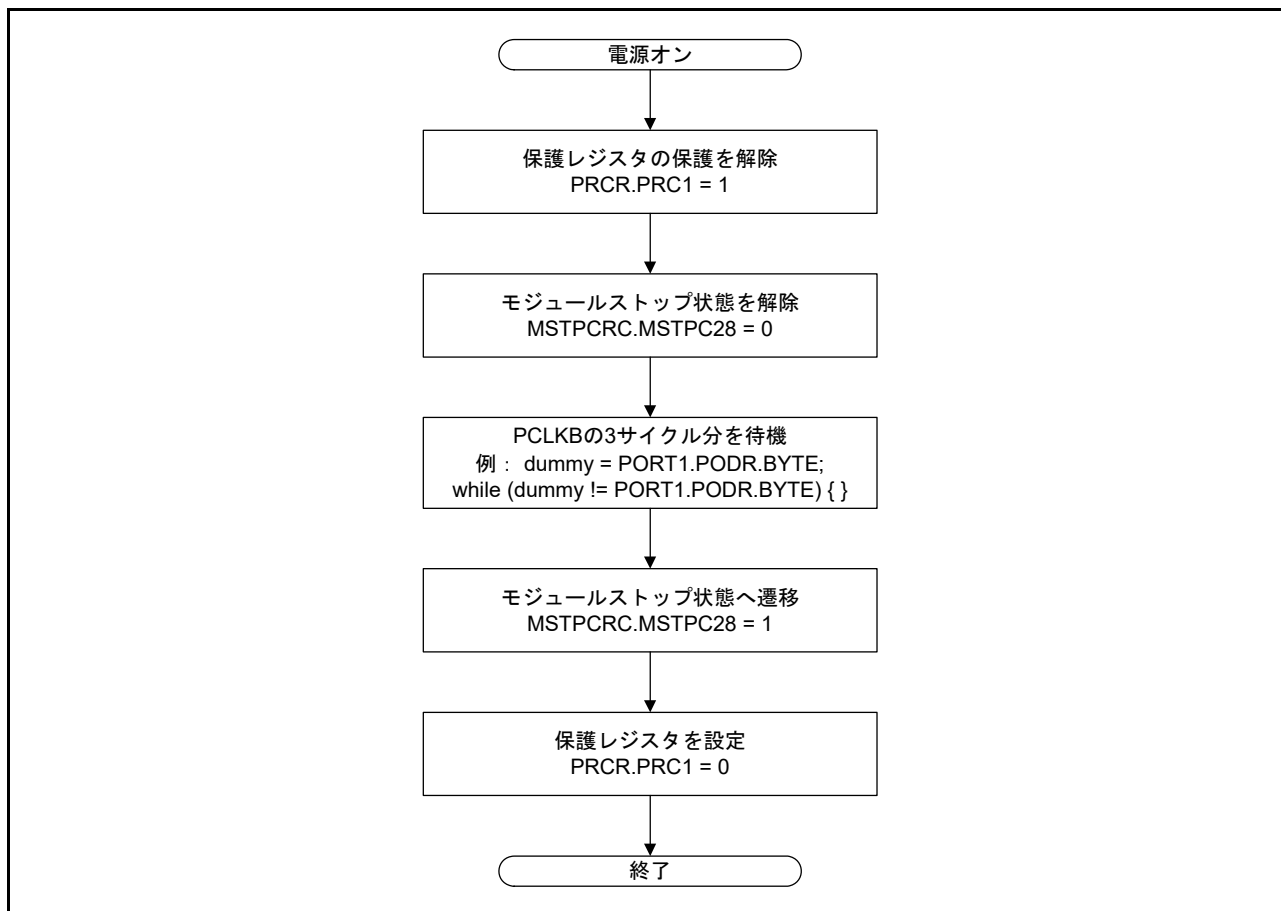 電源オン
保護レジスタの保護を解除
PRCR.PRC1 = 1
モジュールストップ状態を解除
MSTPCRC.MSTPC28 = 0
PCLKBの3サイクル分を待機
例： dummy = PORT1.PODR.BYTE;
while (dummy != PORT1.PODR.BYTE) { }
モジュールストップ状態へ遷移
MSTPCRC.MSTPC28 = 1
保護レジスタを設定
PRCR.PRC1 = 0
終了